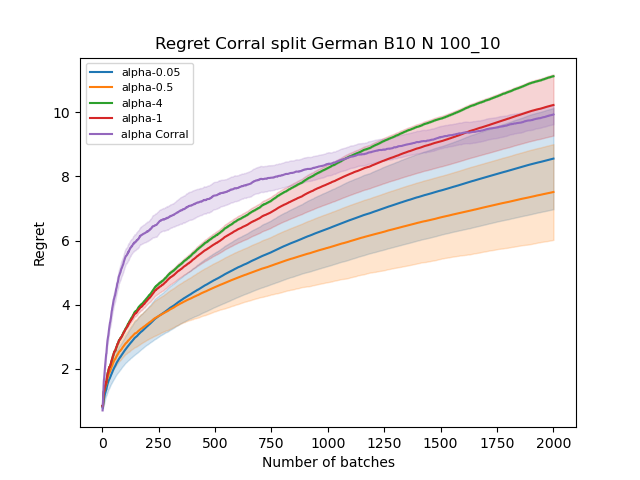 Regret Corral split German B10 N 100_10
alpha-0.05
alpha-0.5
alpha-4
alpha-1
alpha Corral
Regret
10
8
6
4
2
0 250 500 750 1000 1250 1500 1750 2000
Number of batches